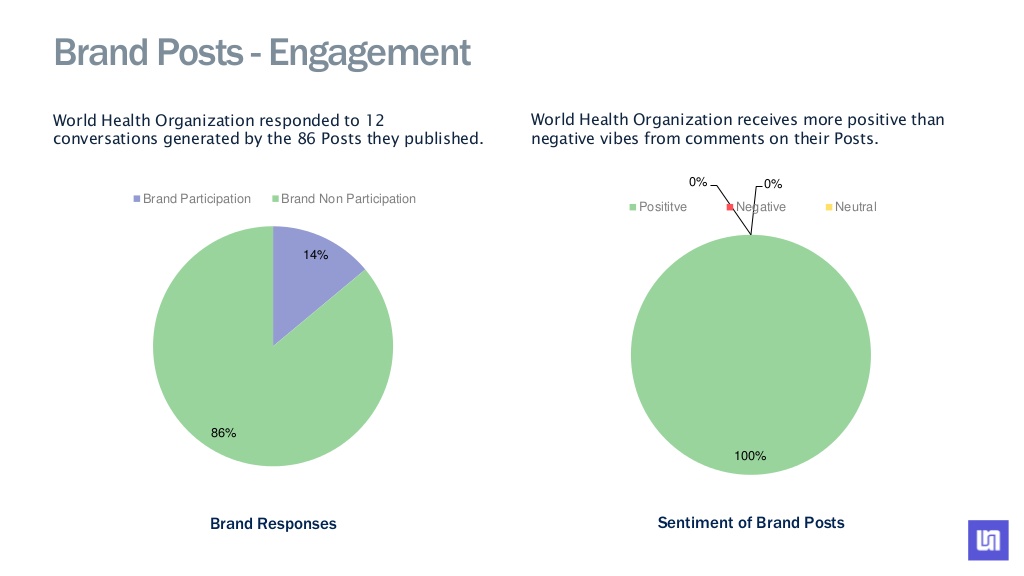 Brand Posts - Engagement
World Health Organization responded to 12
conversations generated by the 86 Posts they published.
World Health Organization receives more positive than
negative vibes from comments on their Posts.
Brand Participation
Brand Non Participation
14%
86%
Brand Responses
0%
0%
Posititve
Negative
Neutral
100%
Sentiment of Brand Posts